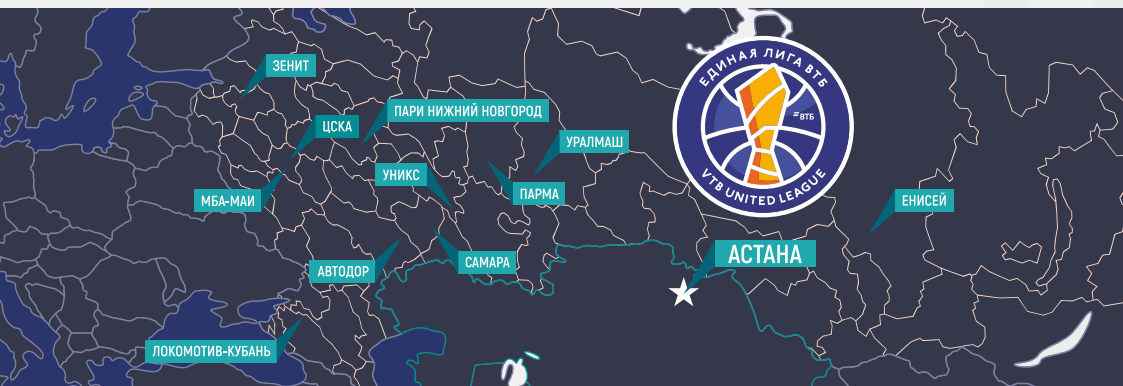 ЗЕНИТ
ЕДИНАЯ ЛИГА ВТБ
ПАРИ НИЖНИЙ НОВГОРОД
ВТБ
ЦСКА
УРАЛМАШ
УНИКС
VTB UNITED LEAGUE
МБА-МАИ
ПАРМА
ЕНИСЕЙ
АСТАНА
АВТОДОР
САМАРА
ЛОКОМОТИВ-КУБАНЬ